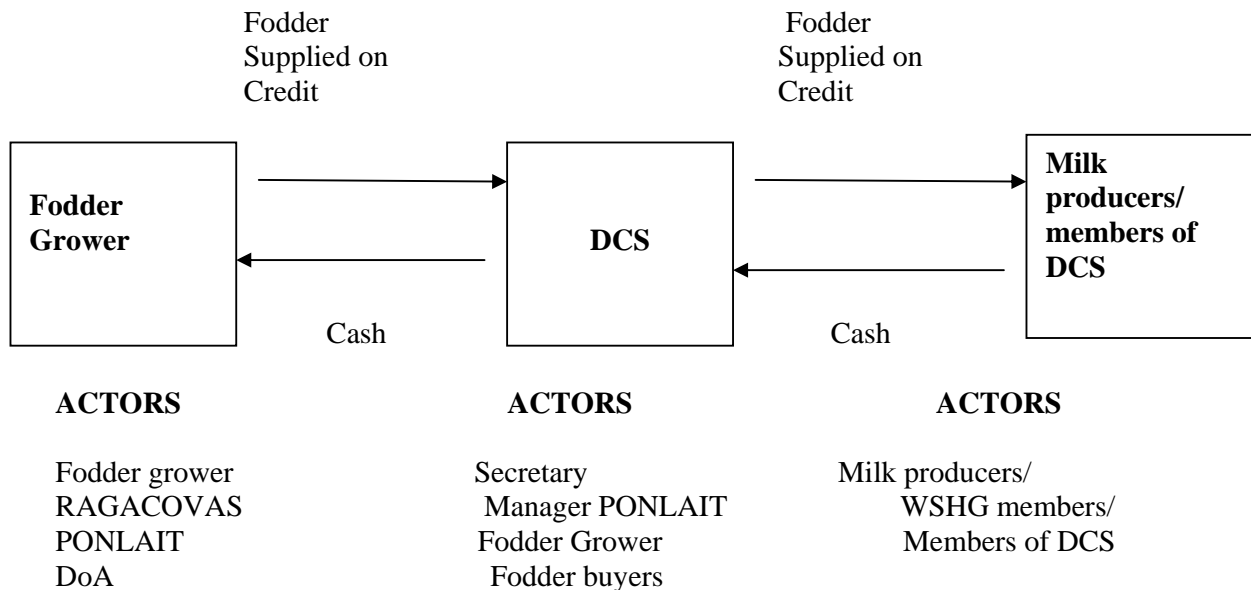 Fodder
Supplied on
Credit
Fodder
Supplied on
Credit
Fodder
Grower
DCS
Milk
producers/
members of
DCS
Cash
Cash
ACTORS
Fodder grower
RAGACOVAS
PONLAIT
DoA
ACTORS
Secretary
Manager PONLAIT
Fodder Grower
Fodder buyers
ACTORS
Milk producers/
WSHG members/
Members of DCS